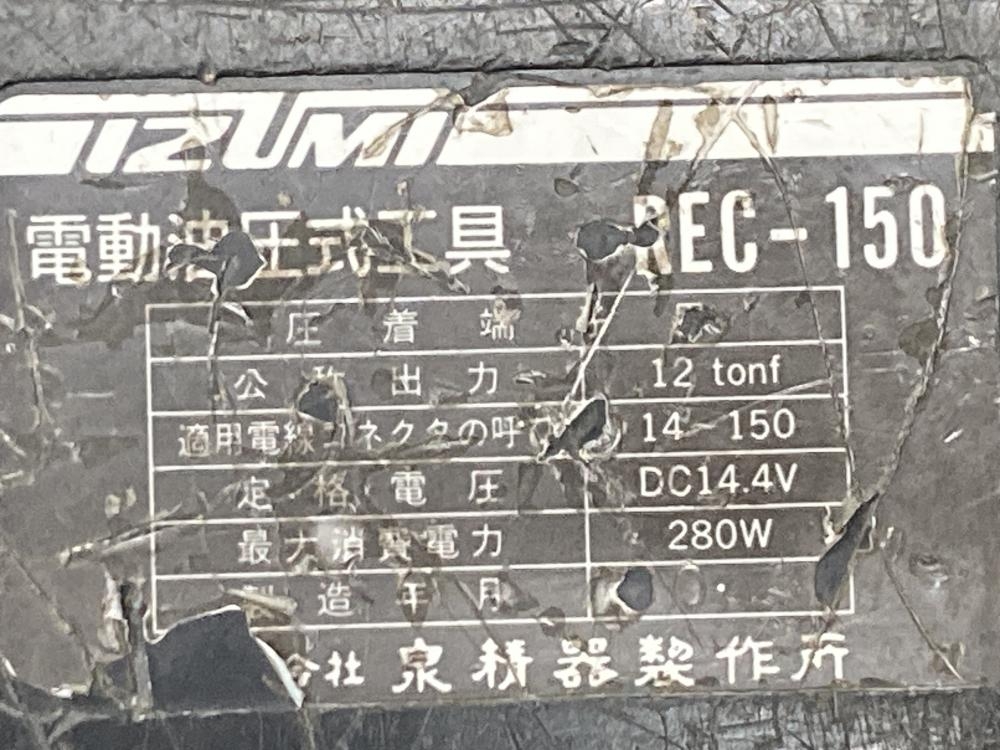 IZUMI
電動油圧式工具 REC-150
圧着端
公称出力 12 tonf
適用電線コネクタの呼び 14 - 150
定格電圧 DC14.4V
最大消費電力 280W
製造年月 ・
会社 泉精器製作所